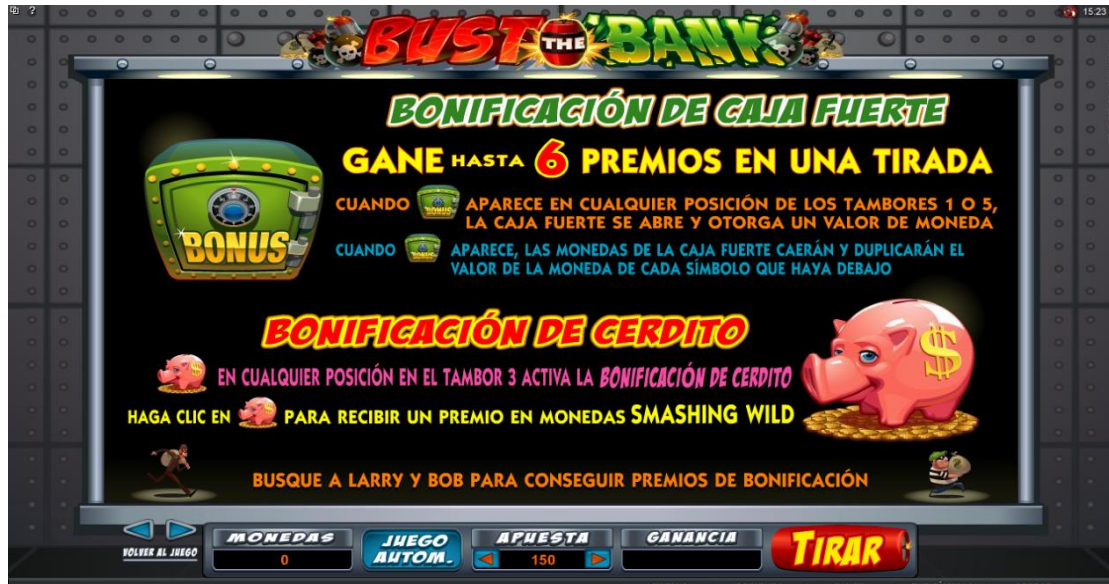 15:23
BUST THE BANK
BONIFICACIÓN DE CAJA FUERTE
GANE HASTA 6 PREMIOS EN UNA TIRADA
BONUS
CUANDO BONUS APARECE EN CUALQUIER POSICIÓN DE LOS TAMBORES 1 O 5,
LA CAJA FUERTE SE ABRE Y OTORGA UN VALOR DE MONEDA
CUANDO BONUS APARECE, LAS MONEDAS DE LA CAJA FUERTE CAERÁN Y DUPLICARÁN EL
VALOR DE LA MONEDA DE CADA SÍMBOLO QUE HAYA DEBAJO
BONIFICACIÓN DE CERDITO
$
EN CUALQUIER POSICIÓN EN EL TAMBOR 3 ACTIVA LA BONIFICACIÓN DE CERDITO
HAGA CLIC EN PARA RECIBIR UN PREMIO EN MONEDAS SMASHING WILD
BUSQUE A LARRY Y BOB PARA CONSEGUIR PREMIOS DE BONIFICACIÓN
VOLVER AL JUEGO
MONEDAS
0
JUEGO
AUTOM.
APUESTA
150
GANANCIA
TIRAR